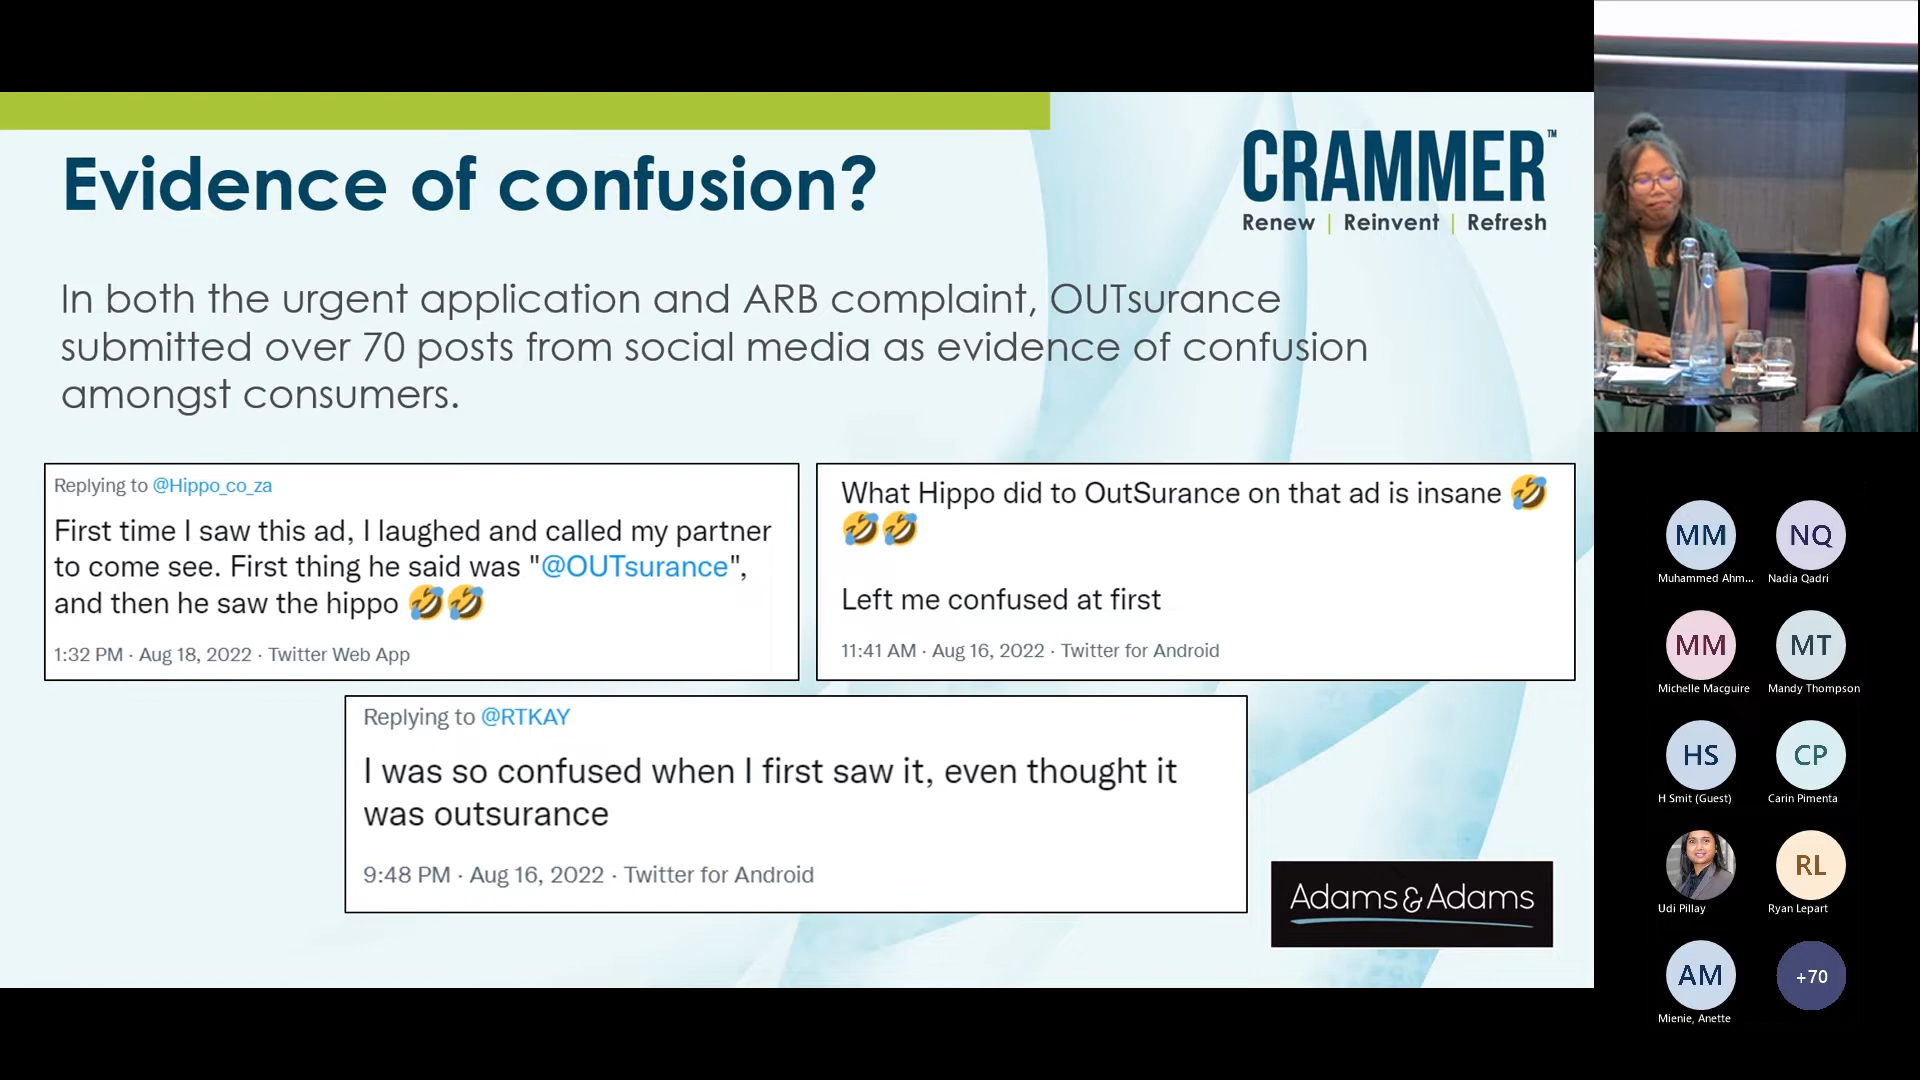 Evidence of confusion?
CRAMMER™
Renew | Reinvent | Refresh
In both the urgent application and ARB complaint, OUTsurance
submitted over 70 posts from social media as evidence of confusion
amongst consumers.
Replying to @Hippo_co_za
First time I saw this ad, I laughed and called my partner
to come see. First thing he said was "@OUTsurance",
and then he saw the hippo 🤣🤣
1:32 PM · Aug 18, 2022 · Twitter Web App
What Hippo did to OutSurance on that ad is insane 🤣
🤣🤣
Left me confused at first
11:41 AM · Aug 16, 2022 · Twitter for Android
Replying to @RTKAY
I was so confused when I first saw it, even thought it
was outsurance
9:48 PM · Aug 16, 2022 · Twitter for Android
Adams&Adams
MM
NQ
Muhammed Ahm...
Nadia Qadri
MM
MT
Michelle Macguire
Mandy Thompson
HS
CP
H Smit (Guest)
Carin Pimenta
RL
Udi Pillay
Ryan Lepart
AM
+70
Mienie, Anette